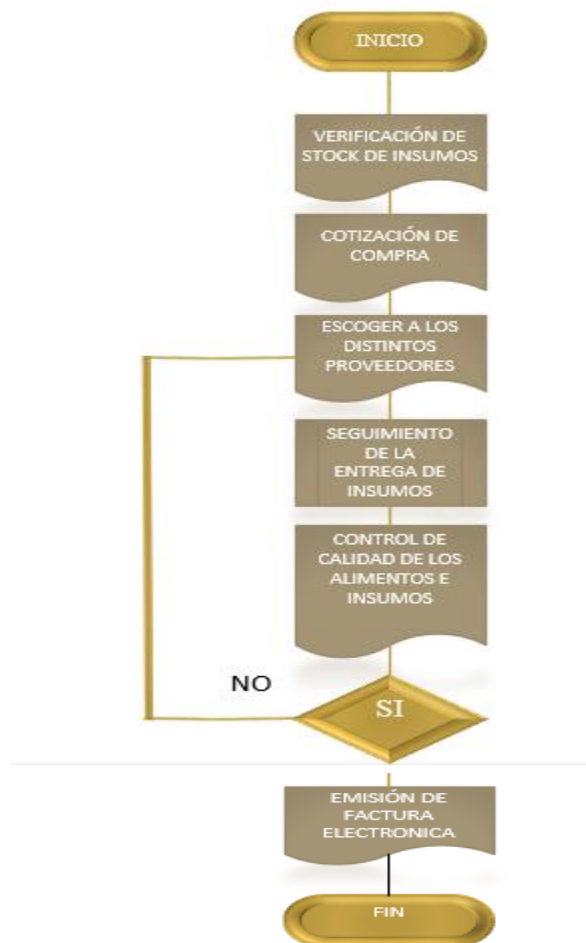 INICIO
VERIFICACIÓN DE
STOCK DE INSUMOS
COTIZACIÓN DE
COMPRA
ESCOGER A LOS
DISTINTOS
PROVEEDORES
SEGUIMIENTO
DE LA
ENTREGA DE
INSUMOS
CONTROL DE
CALIDAD DE LOS
ALIMENTOS E
INSUMOS
NO
SI
EMISIÓN DE
FACTURA
ELECTRONICA
FIN